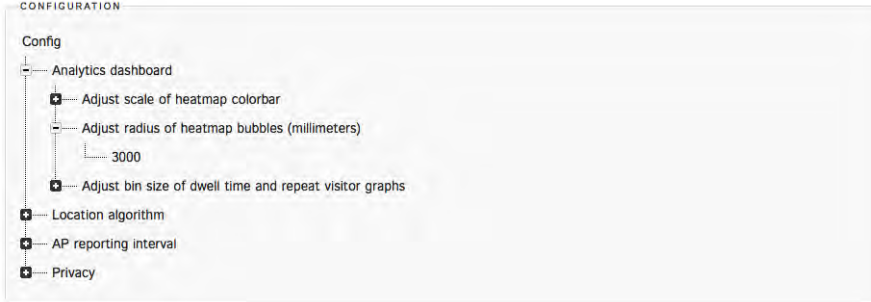 CONFIGURATION
Config
Analytics dashboard
Adjust scale of heatmap colorbar
Adjust radius of heatmap bubbles (millimeters)
3000
Adjust bin size of dwell time and repeat visitor graphs
Location algorithm
AP reporting interval
Privacy